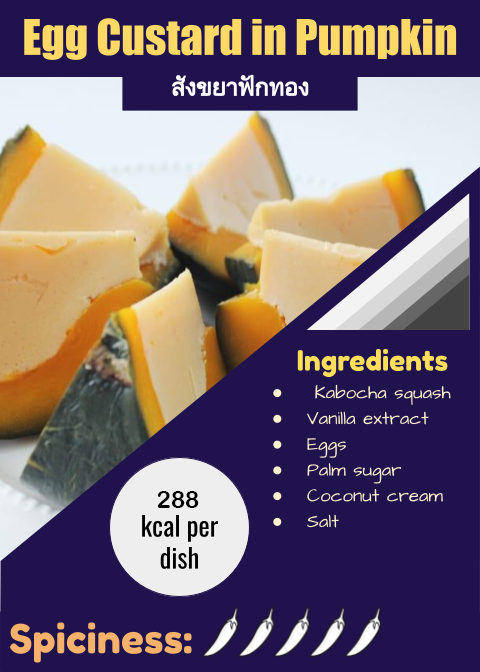 Egg Custard in Pumpkin
สังขยาฟักทอง
Ingredients
Kabocha squash
Vanilla extract
Eggs
Palm sugar
Coconut cream
Salt
288
kcal per
dish
Spiciness: